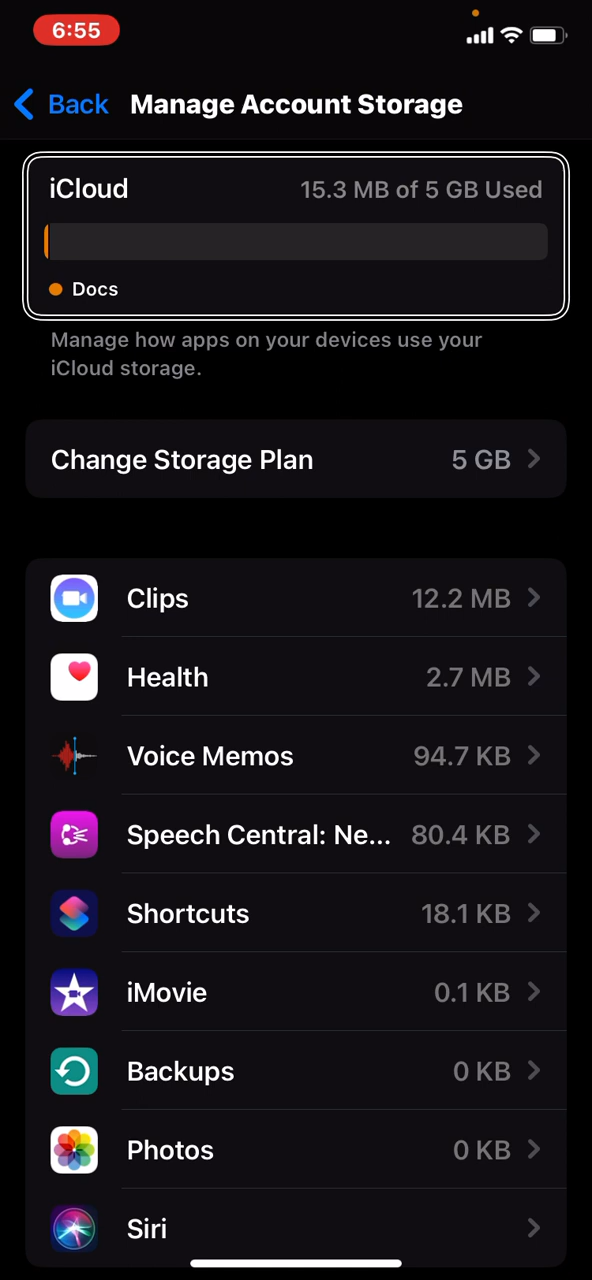 6:55
Back
Manage Account Storage
iCloud
15.3 MB of 5 GB Used
Docs
Manage how apps on your devices use your
iCloud storage.
Change Storage Plan
5 GB
Clips
12.2 MB
Health
2.7 MB
Voice Memos
94.7 KB
Speech Central: Ne...
80.4 KB
Shortcuts
18.1 KB
iMovie
0.1 KB
Backups
0 KB
Photos
0 KB
Siri